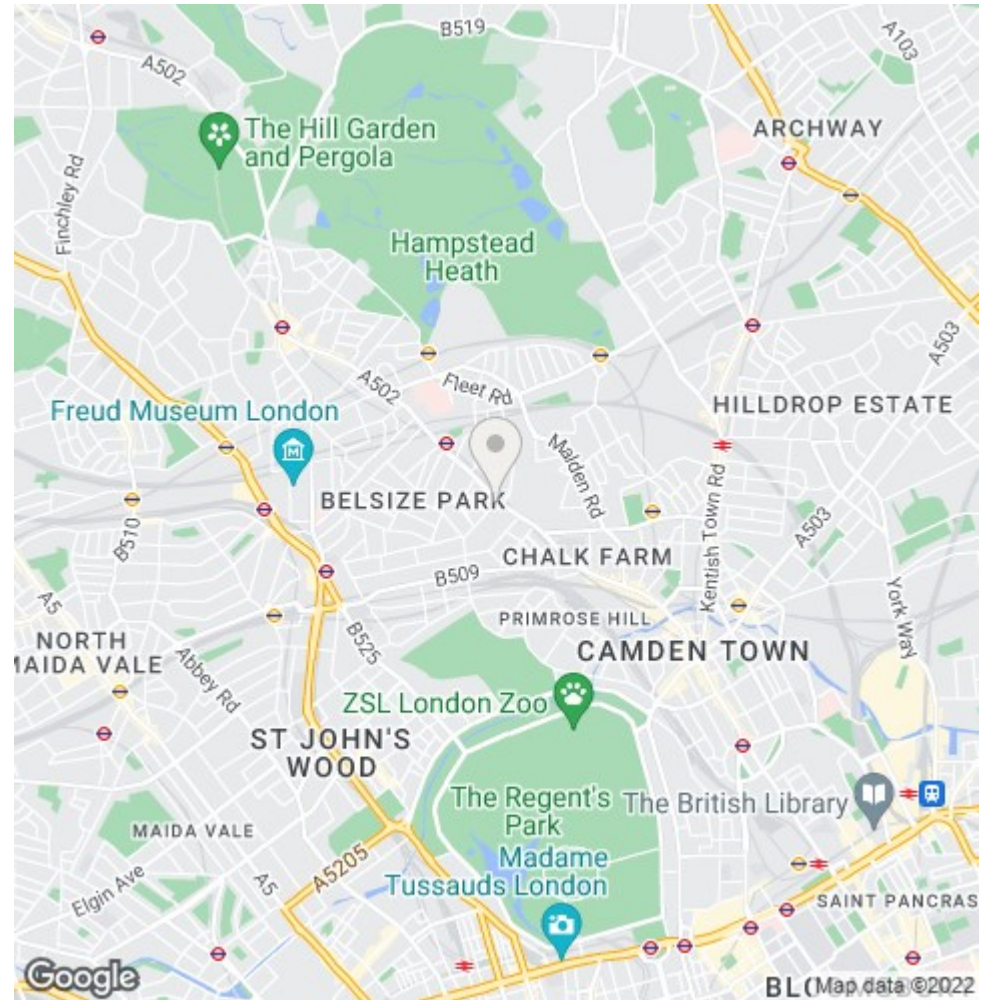 B519
A502
A103
The Hill Garden
and Pergola
ARCHWAY
Finchley Rd
Hampstead
Heath
A503
A502
Fleet Rd
Freud Museum London
HILLDROP ESTATE
Malden Rd
BELSIZE PARK
Kentish Town Rd
A503
B510
CHALK FARM
B509
A5
PRIMROSE HILL
York Way
NORTH
MAIDA VALE
B525
CAMDEN TOWN
Abbey Rd
ZSL London Zoo
ST JOHN'S
WOOD
The Regent's
Park
The British Library
MAIDA VALE
Madame
Tussauds London
A5205
Elgin Ave
A5
SAINT PANCRAS
Google
BL
Map data ©2022